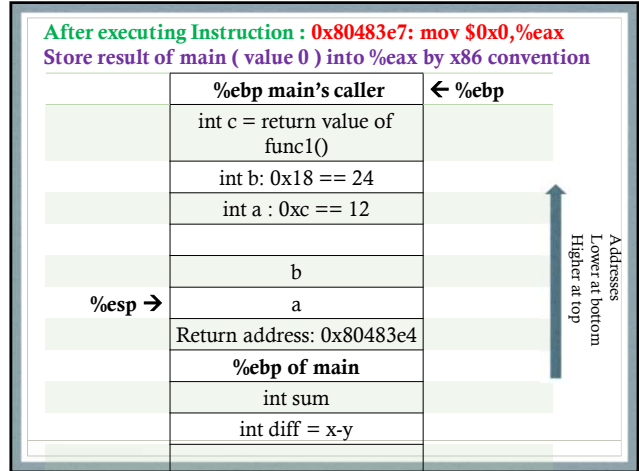 After executing Instruction : 0x80483e7: mov $0x0,%eax
Store result of main ( value 0 ) into %eax by x86 convention
%ebp main's caller
← %ebp
int c = return value of
func1()
int b: 0x18 == 24
int a : 0xc == 12
b
%esp →
a
Return address: 0x80483e4
%ebp of main
int sum
int diff = x-y
Addresses
Lower at bottom
Higher at top